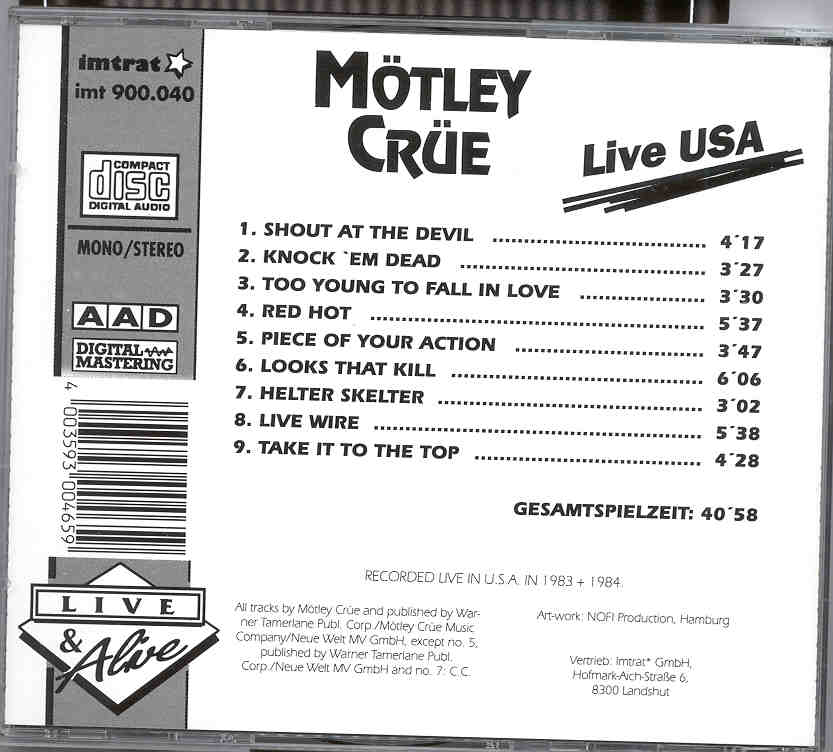 imtrat
imt 900.040
COMPACT
disc
DIGITAL AUDIO
MONO/STEREO
AAD
DIGITAL
MASTERING
4 003593 004659
LIVE
& Alive
MÖTLEY
CRÜE
Live USA
1. SHOUT AT THE DEVIL .......... 4´17
2. KNOCK `EM DEAD .......... 3´27
3. TOO YOUNG TO FALL IN LOVE .......... 3´30
4. RED HOT .......... 5´37
5. PIECE OF YOUR ACTION .......... 3´47
6. LOOKS THAT KILL .......... 6´06
7. HELTER SKELTER .......... 3´02
8. LIVE WIRE .......... 5´38
9. TAKE IT TO THE TOP .......... 4´28
GESAMTSPIELZEIT: 40´58
RECORDED LIVE IN U.S.A. IN 1983 + 1984.
All tracks by Mötley Crüe and published by War-
ner Tamerlane Publ. Corp./Mötley Crüe Music
Company/Neue Welt MV GmbH, except no. 5,
published by Warner Tamerlane Publ.
Corp./Neue Welt MV GmbH and no. 7: C.C.
Art-work: NOFI Production, Hamburg
Vertrieb: Imtrat* GmbH,
Hofmark-Aich-Straße 6,
8300 Landshut